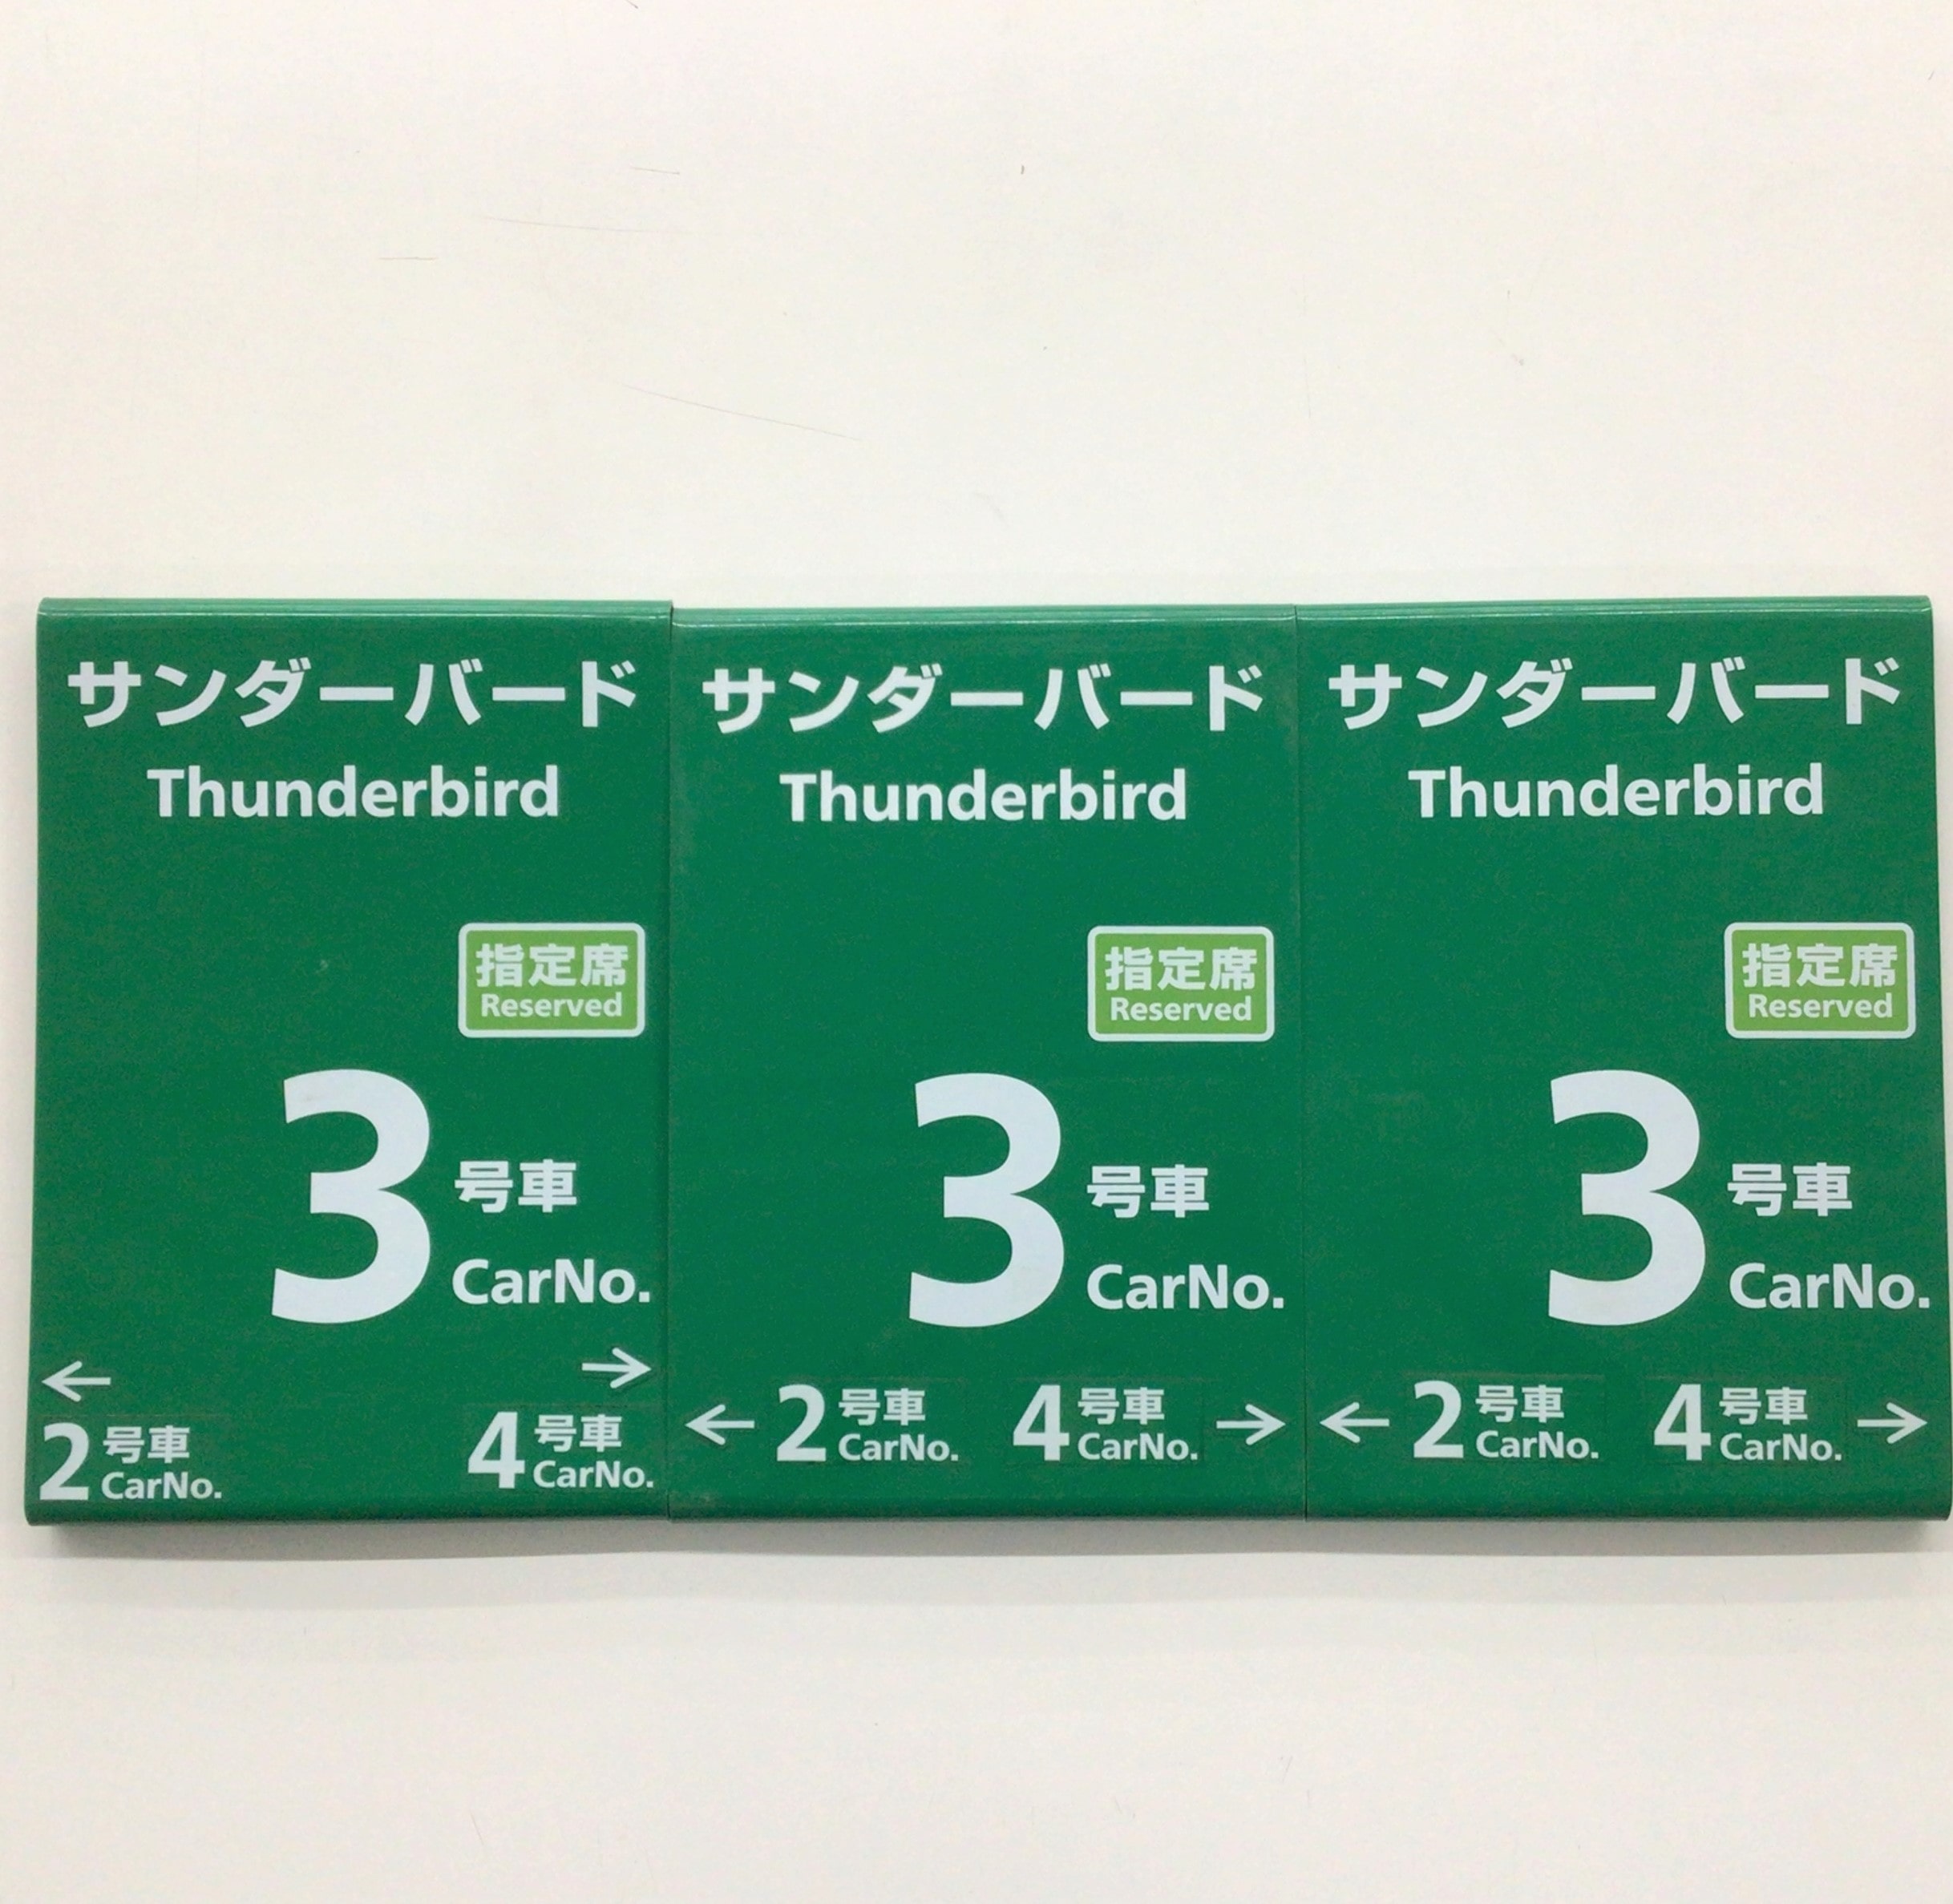 サンダーバード
Thunderbird
指定席
Reserved
3 号車
CarNo.
← →
2 号車 4 号車
CarNo. CarNo.
サンダーバード
Thunderbird
指定席
Reserved
3 号車
CarNo.
← 2 号車 4 号車 →
CarNo. CarNo.
サンダーバード
Thunderbird
指定席
Reserved
3 号車
CarNo.
← 2 号車 4 号車 →
CarNo. CarNo.